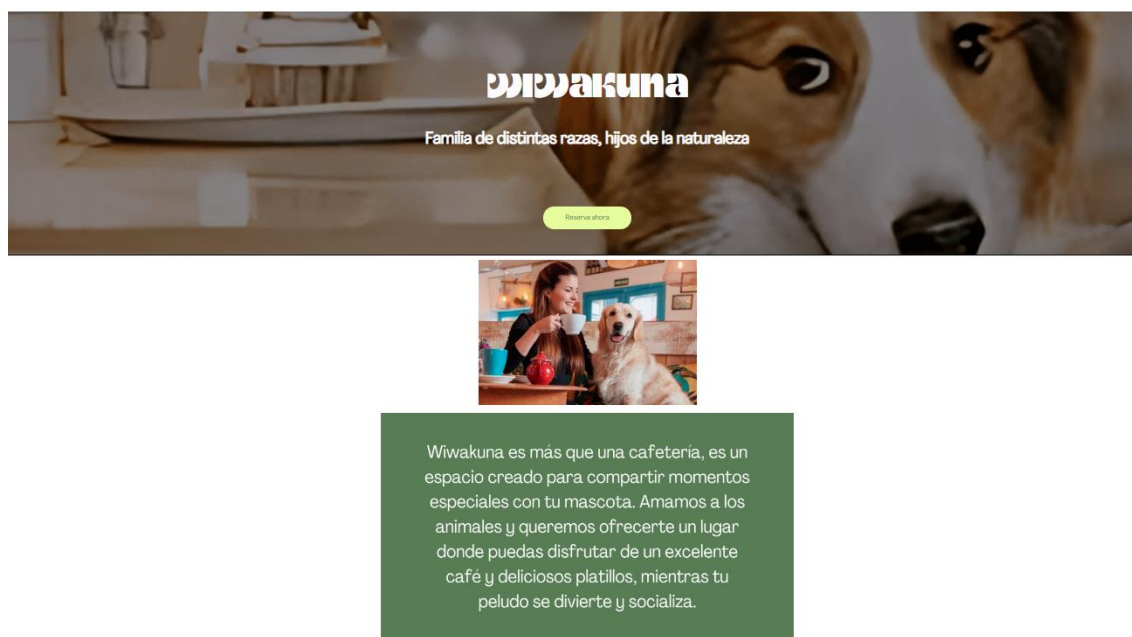 wiwakuna
Familia de distintas razas, hijos de la naturaleza
Reserva ahora
Wiwakuna es más que una cafetería, es un
espacio creado para compartir momentos
especiales con tu mascota. Amamos a los
animales y queremos ofrecerte un lugar
donde puedas disfrutar de un excelente
café y deliciosos platillos, mientras tu
peludo se divierte y socializa.